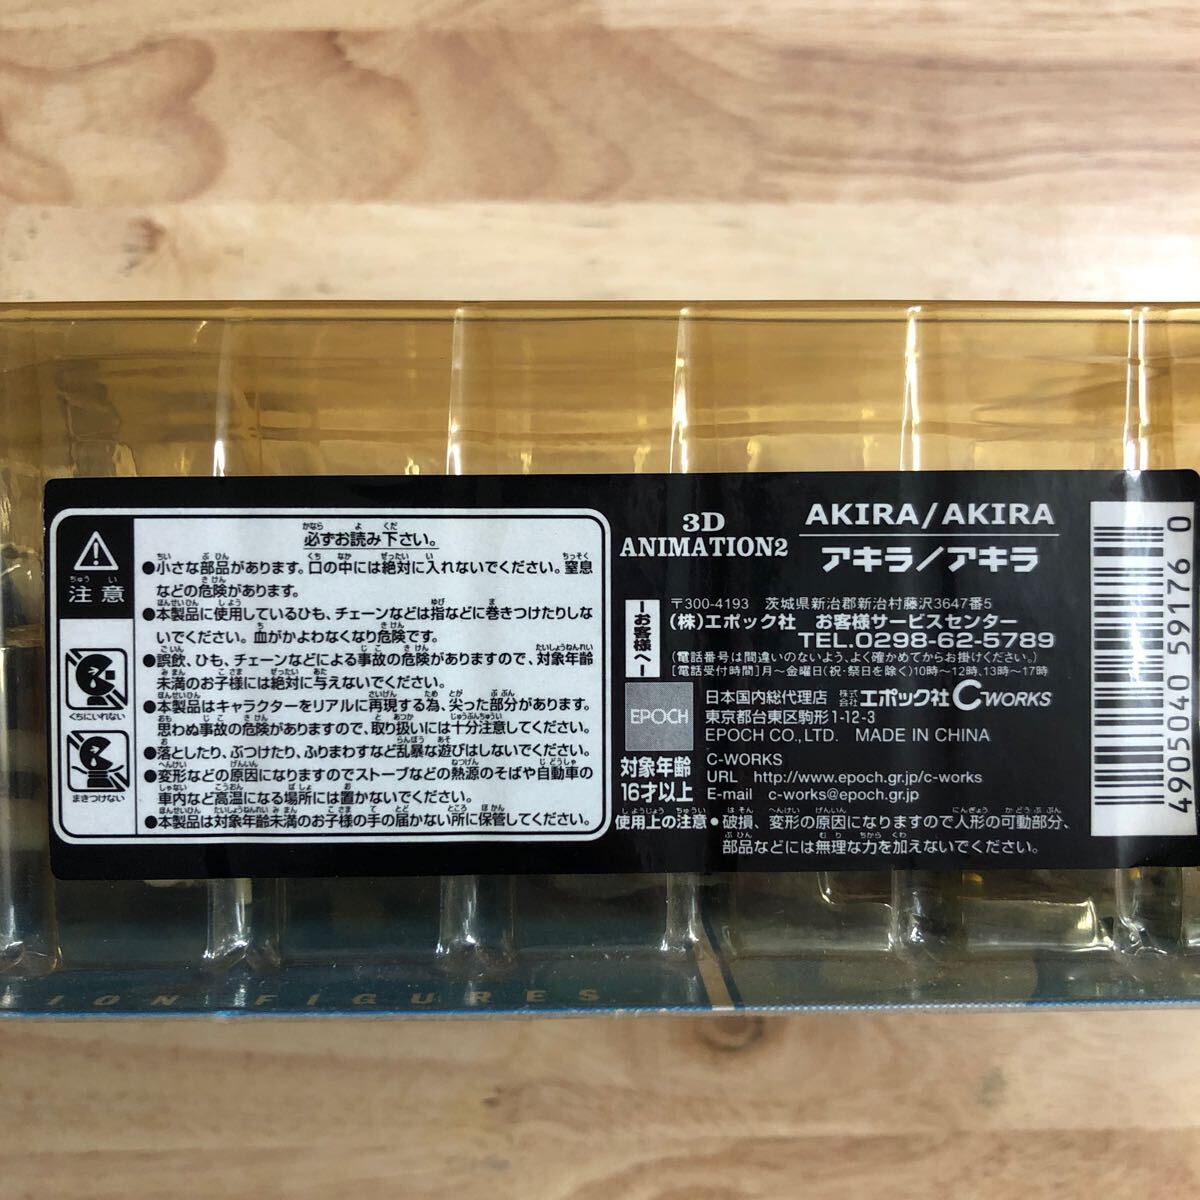 注意
くちにいれない
まきつけない
必ずお読み下さい。
●小さな部品があります。口の中には絶対に入れないでください。窒息
などの危険があります。
●本製品に使用しているひも、チェーンなどは指などに巻きつけたりしな
いでください。血がかよわなくなり危険です。
●誤飲、ひも、チェーンなどによる事故の危険がありますので、対象年齢
未満のお子様には絶対に与えないでください。
●本製品はキャラクターをリアルに再現する為、尖った部分があります。
思わぬ事故の危険がありますので、取り扱いには十分注意してください。
●落としたり、ぶつけたり、ふりまわすなど乱暴な遊びはしないでください。
●変形などの原因になりますのでストーブなどの熱源のそばや自動車の
車内など高温になる場所には置かないでください。
●本製品は対象年齢未満のお子様の手の届かない所に保管してください。
3D
ANIMATION2
AKIRA/AKIRA
アキラ/アキラ
お客様へ
〒300-4193 茨城県新治郡新治村藤沢3647番5
(株)エポック社 お客様サービスセンター
TEL.0298-62-5789
(電話番号は間違いのないよう、よく確かめてからお掛けください。)
[電話受付時間]月~金曜日(祝・祭日を除く)10時~12時、13時~17時
EPOCH
日本国内総代理店 株式会社エポック社 C-WORKS
東京都台東区駒形1-12-3
EPOCH CO.,LTD. MADE IN CHINA
対象年齢
16才以上
C-WORKS
URL http://www.epoch.gr.jp/c-works
E-mail c-works@epoch.gr.jp
使用上の注意●破損、変形の原因になりますので人形の可動部分、
部品などには無理な力を加えないでください。
4905040 591760
ION FIGURES